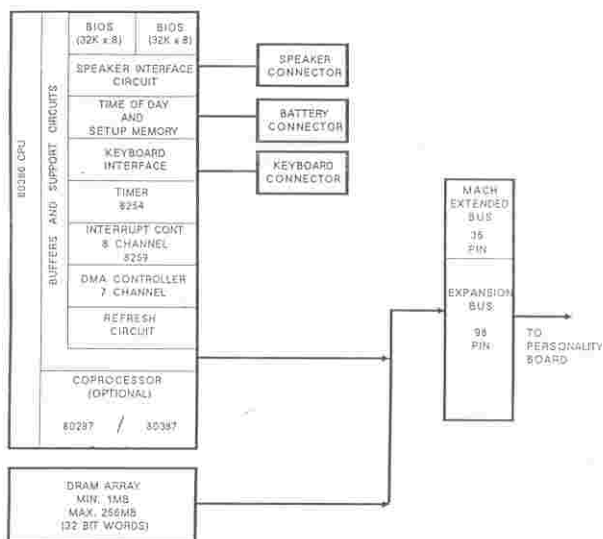 80386 CPU
BUFFERS AND SUPPORT CIRCUITS
BIOS
(32K x 8)
BIOS
(32K x 8)
SPEAKER INTERFACE
CIRCUIT
TIME OF DAY
AND
SETUP MEMORY
KEYBOARD
INTERFACE
TIMER
8254
INTERRUPT CONT
8 CHANNEL
8259
DMA CONTROLLER
7 CHANNEL
REFRESH
CIRCUIT
COPROCESSOR
(OPTIONAL)
80287 / 80387
SPEAKER
CONNECTOR
BATTERY
CONNECTOR
KEYBOARD
CONNECTOR
MACH
EXTENDED
BUS
36
PIN
EXPANSION
BUS
98
PIN
TO
PERSONALITY
BOARD
DRAM ARRAY
MIN. 1MB
MAX. 256MB
(32 BIT WORDS)